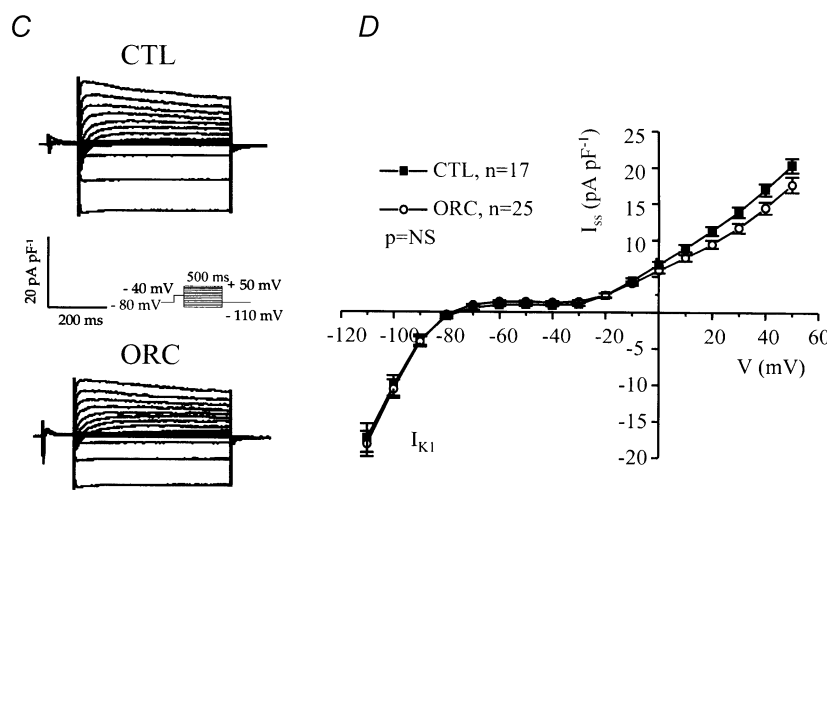 C
CTL
20 pA pF⁻¹
200 ms
500 ms
- 40 mV
+ 50 mV
- 80 mV
- 110 mV
ORC
D
CTL, n=17
ORC, n=25
p=NS
Iss (pA pF⁻¹)
25
20
15
10
-120 -100 -80 -60 -40 -20 20 40 60
V (mV)
-5
-10
-15
-20
IK1